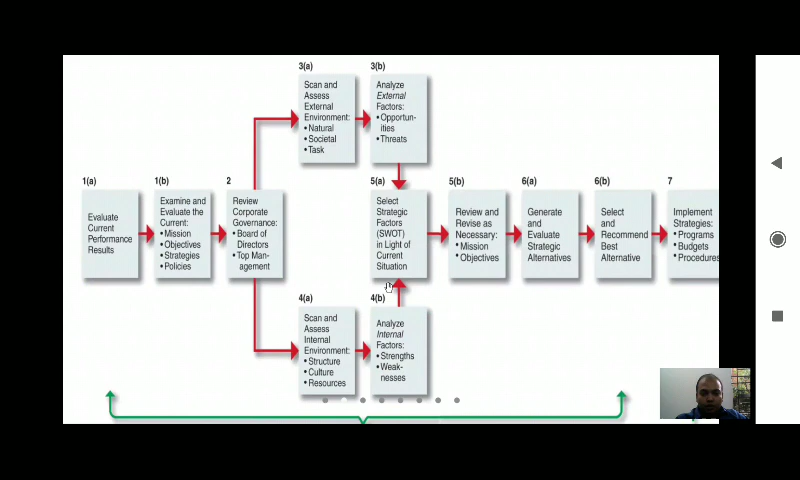 3(a)
Scan and
Assess
External
Environment:
• Natural
• Societal
• Task
3(b)
Analyze
External
Factors:
• Opportun-
ities
• Threats
1(a)
Evaluate
Current
Performance
Results
1(b)
Examine and
Evaluate the
Current:
• Mission
• Objectives
• Strategies
• Policies
2
Review
Corporate
Governance:
• Board of
Directors
• Top Man-
agement
5(a)
Select
Strategic
Factors
(SWOT)
in Light of
Current
Situation
5(b)
Review and
Revise as
Necessary:
• Mission
• Objectives
6(a)
Generate
and
Evaluate
Strategic
Alternatives
6(b)
Select
and
Recommend
Best
Alternative
7
Implement
Strategies:
• Programs
• Budgets
• Procedures
4(a)
Scan and
Assess
Internal
Environment:
• Structure
• Culture
• Resources
4(b)
Analyze
Internal
Factors:
• Strengths
• Weak-
nesses